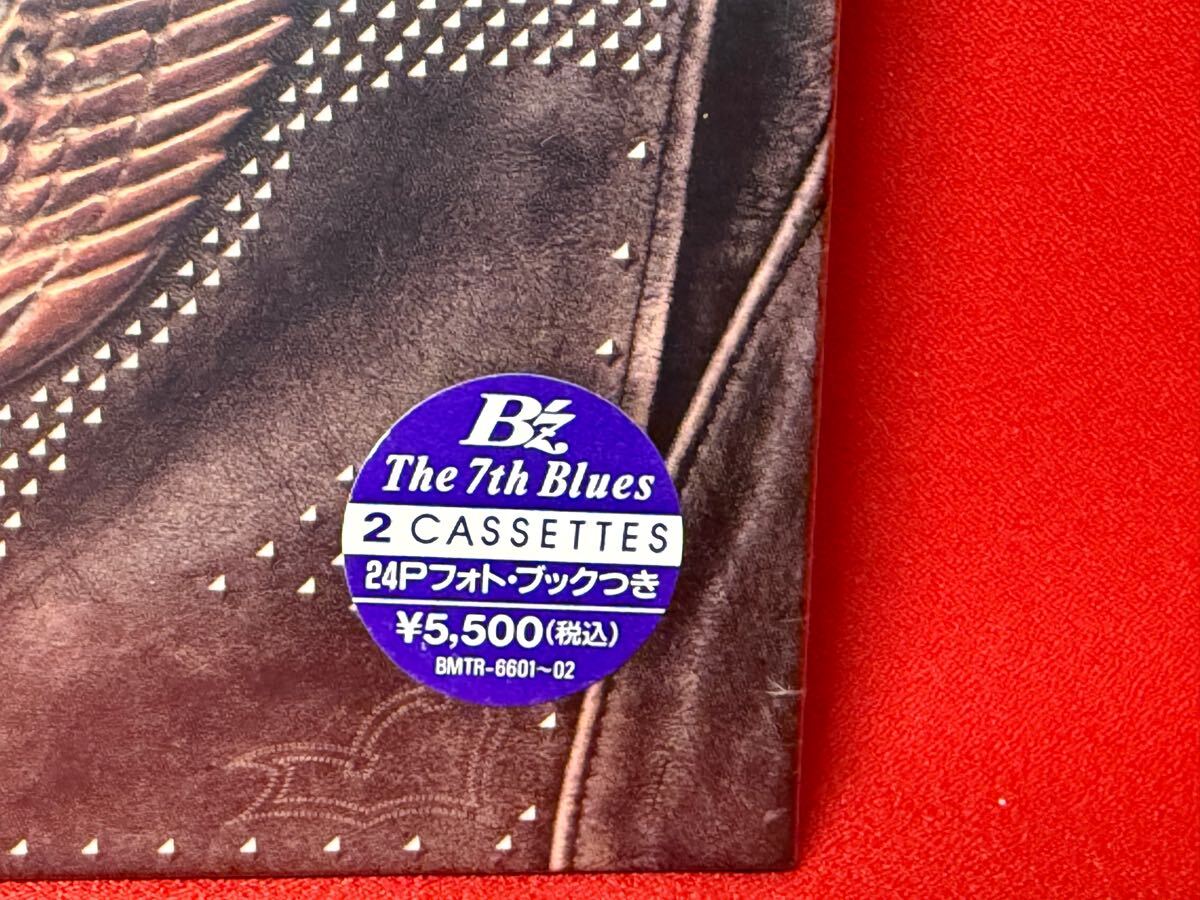 B'z
The 7th Blues
2 CASSETTES
24Pフォト・ブックつき
¥5,500(税込)
BMTR-6601〜02